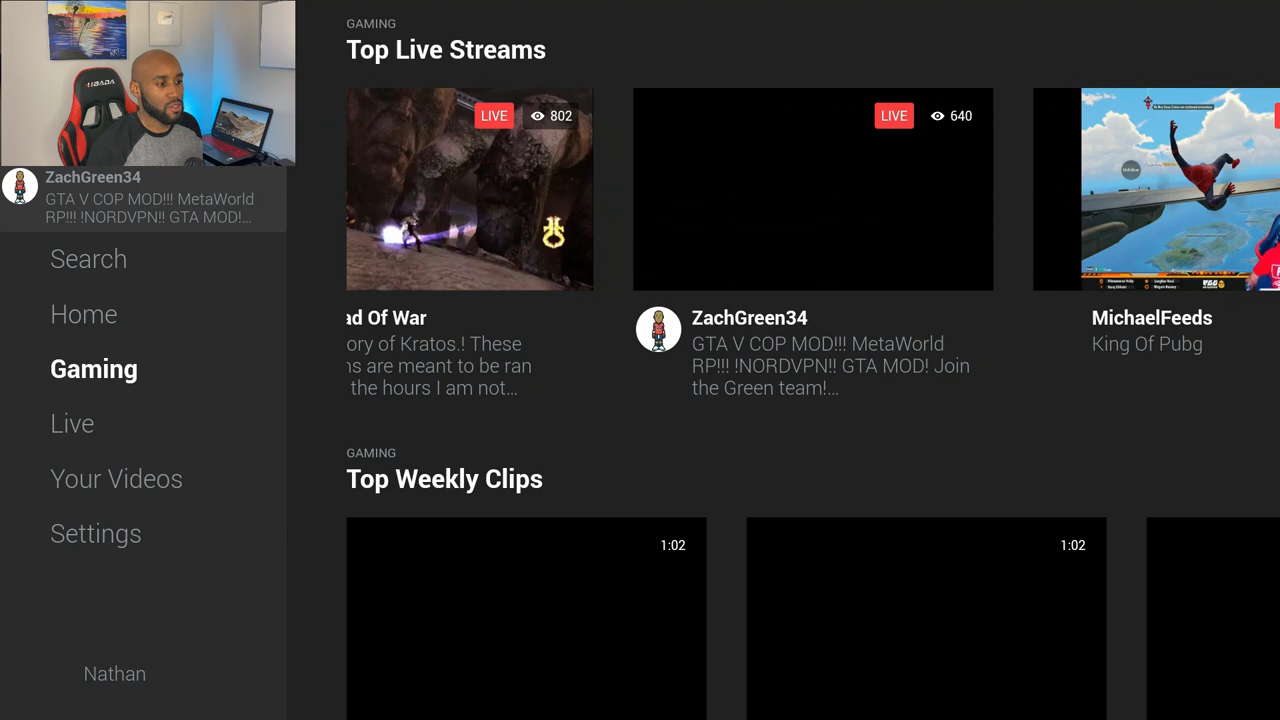 HBADA
ZachGreen34
GTA V COP MOD!!! MetaWorld
RP!!! !NORDVPN!! GTA MOD!...
Search
Home
Gaming
Live
Your Videos
Settings
Nathan
GAMING
Top Live Streams
LIVE 802
LIVE 640
ad Of War
ory of Kratos.! These
ns are meant to be ran
the hours I am not...
ZachGreen34
GTA V COP MOD!!! MetaWorld
RP!!! !NORDVPN!! GTA MOD! Join
the Green team!...
MichaelFeeds
King Of Pubg
GAMING
Top Weekly Clips
1:02
1:02